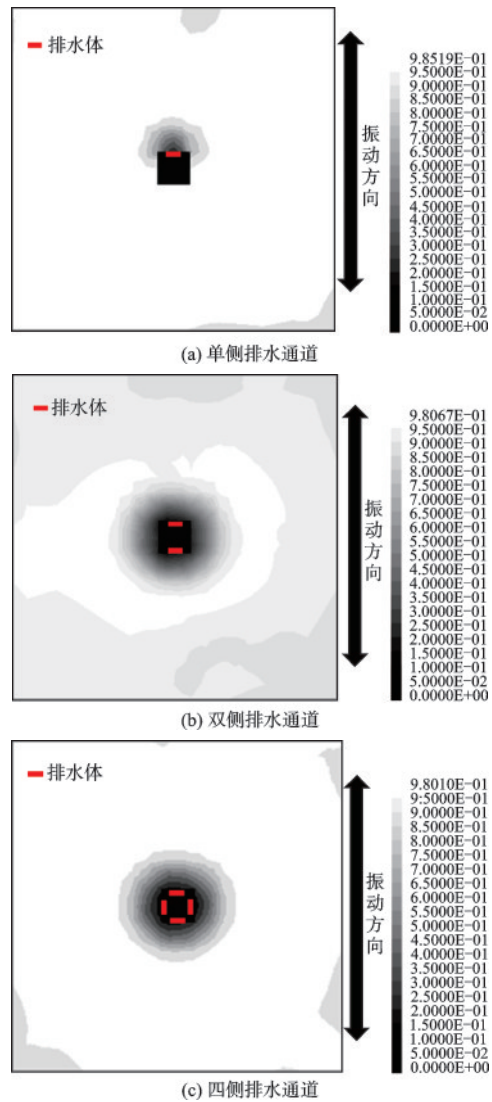 排水体
振动方向
9.8519E-01
9.5000E-01
9.0000E-01
8.5000E-01
8.0000E-01
7.5000E-01
7.0000E-01
6.5000E-01
6.0000E-01
5.5000E-01
5.0000E-01
4.5000E-01
4.0000E-01
3.5000E-01
3.0000E-01
2.5000E-01
2.0000E-01
1.5000E-01
1.0000E-01
5.0000E-02
0.0000E+00
(a) 单侧排水通道
排水体
振动方向
9.8067E-01
9.5000E-01
9.0000E-01
8.5000E-01
8.0000E-01
7.5000E-01
7.0000E-01
6.5000E-01
6.0000E-01
5.5000E-01
5.0000E-01
4.5000E-01
4.0000E-01
3.5000E-01
3.0000E-01
2.5000E-01
2.0000E-01
1.5000E-01
1.0000E-01
5.0000E-02
0.0000E+00
(b) 双侧排水通道
排水体
振动方向
9.8010E-01
9:5000E-01
9.0000E-01
8.5000E-01
8.0000E-01
7.5000E-01
7.0000E-01
6.5000E-01
6.0000E-01
5.5000E-01
5.0000E-01
4.5000E-01
4.0000E-01
3.5000E-01
3.0000E-01
2.5000E-01
2.0000E-01
1.5000E-01
1.0000E-01
5.0000E-02
0.0000E+00
(c) 四侧排水通道